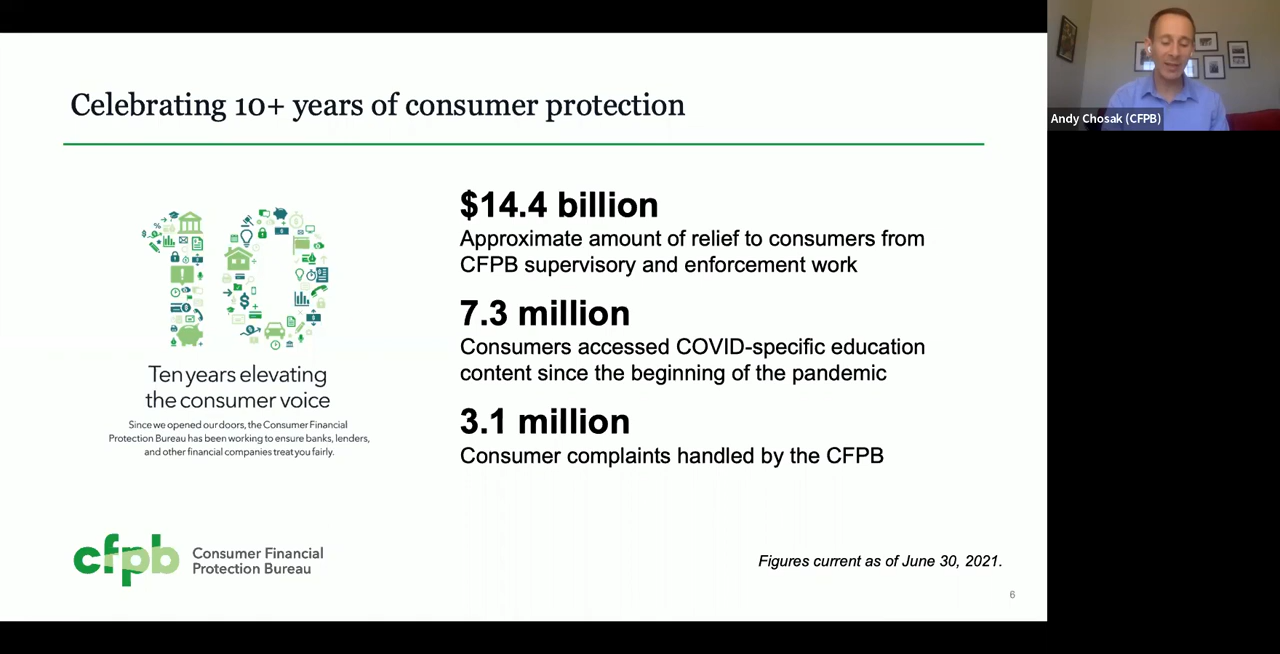 Celebrating 10+ years of consumer protection
10
Ten years elevating
the consumer voice
Since we opened our doors, the Consumer Financial
Protection Bureau has been working to ensure banks, lenders,
and other financial companies treat you fairly.
$14.4 billion
Approximate amount of relief to consumers from
CFPB supervisory and enforcement work
7.3 million
Consumers accessed COVID-specific education
content since the beginning of the pandemic
3.1 million
Consumer complaints handled by the CFPB
cfpb
Consumer Financial
Protection Bureau
Figures current as of June 30, 2021.
6
Andy Chosak (CFPB)